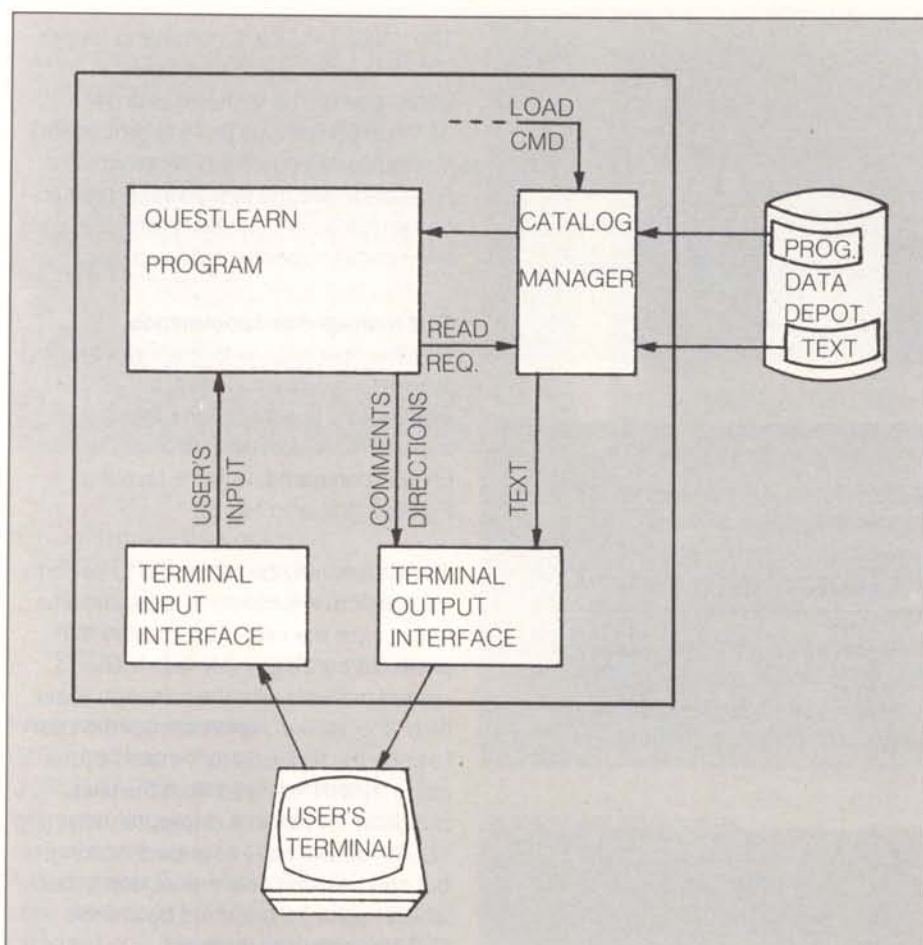 LOAD
CMD
QUESTLEARN
PROGRAM
CATALOG
MANAGER
PROG.
DATA
DEPOT
TEXT
READ
REQ.
USER'S
INPUT
COMMENTS
DIRECTIONS
TEXT
TERMINAL
INPUT
INTERFACE
TERMINAL
OUTPUT
INTERFACE
USER'S
TERMINAL